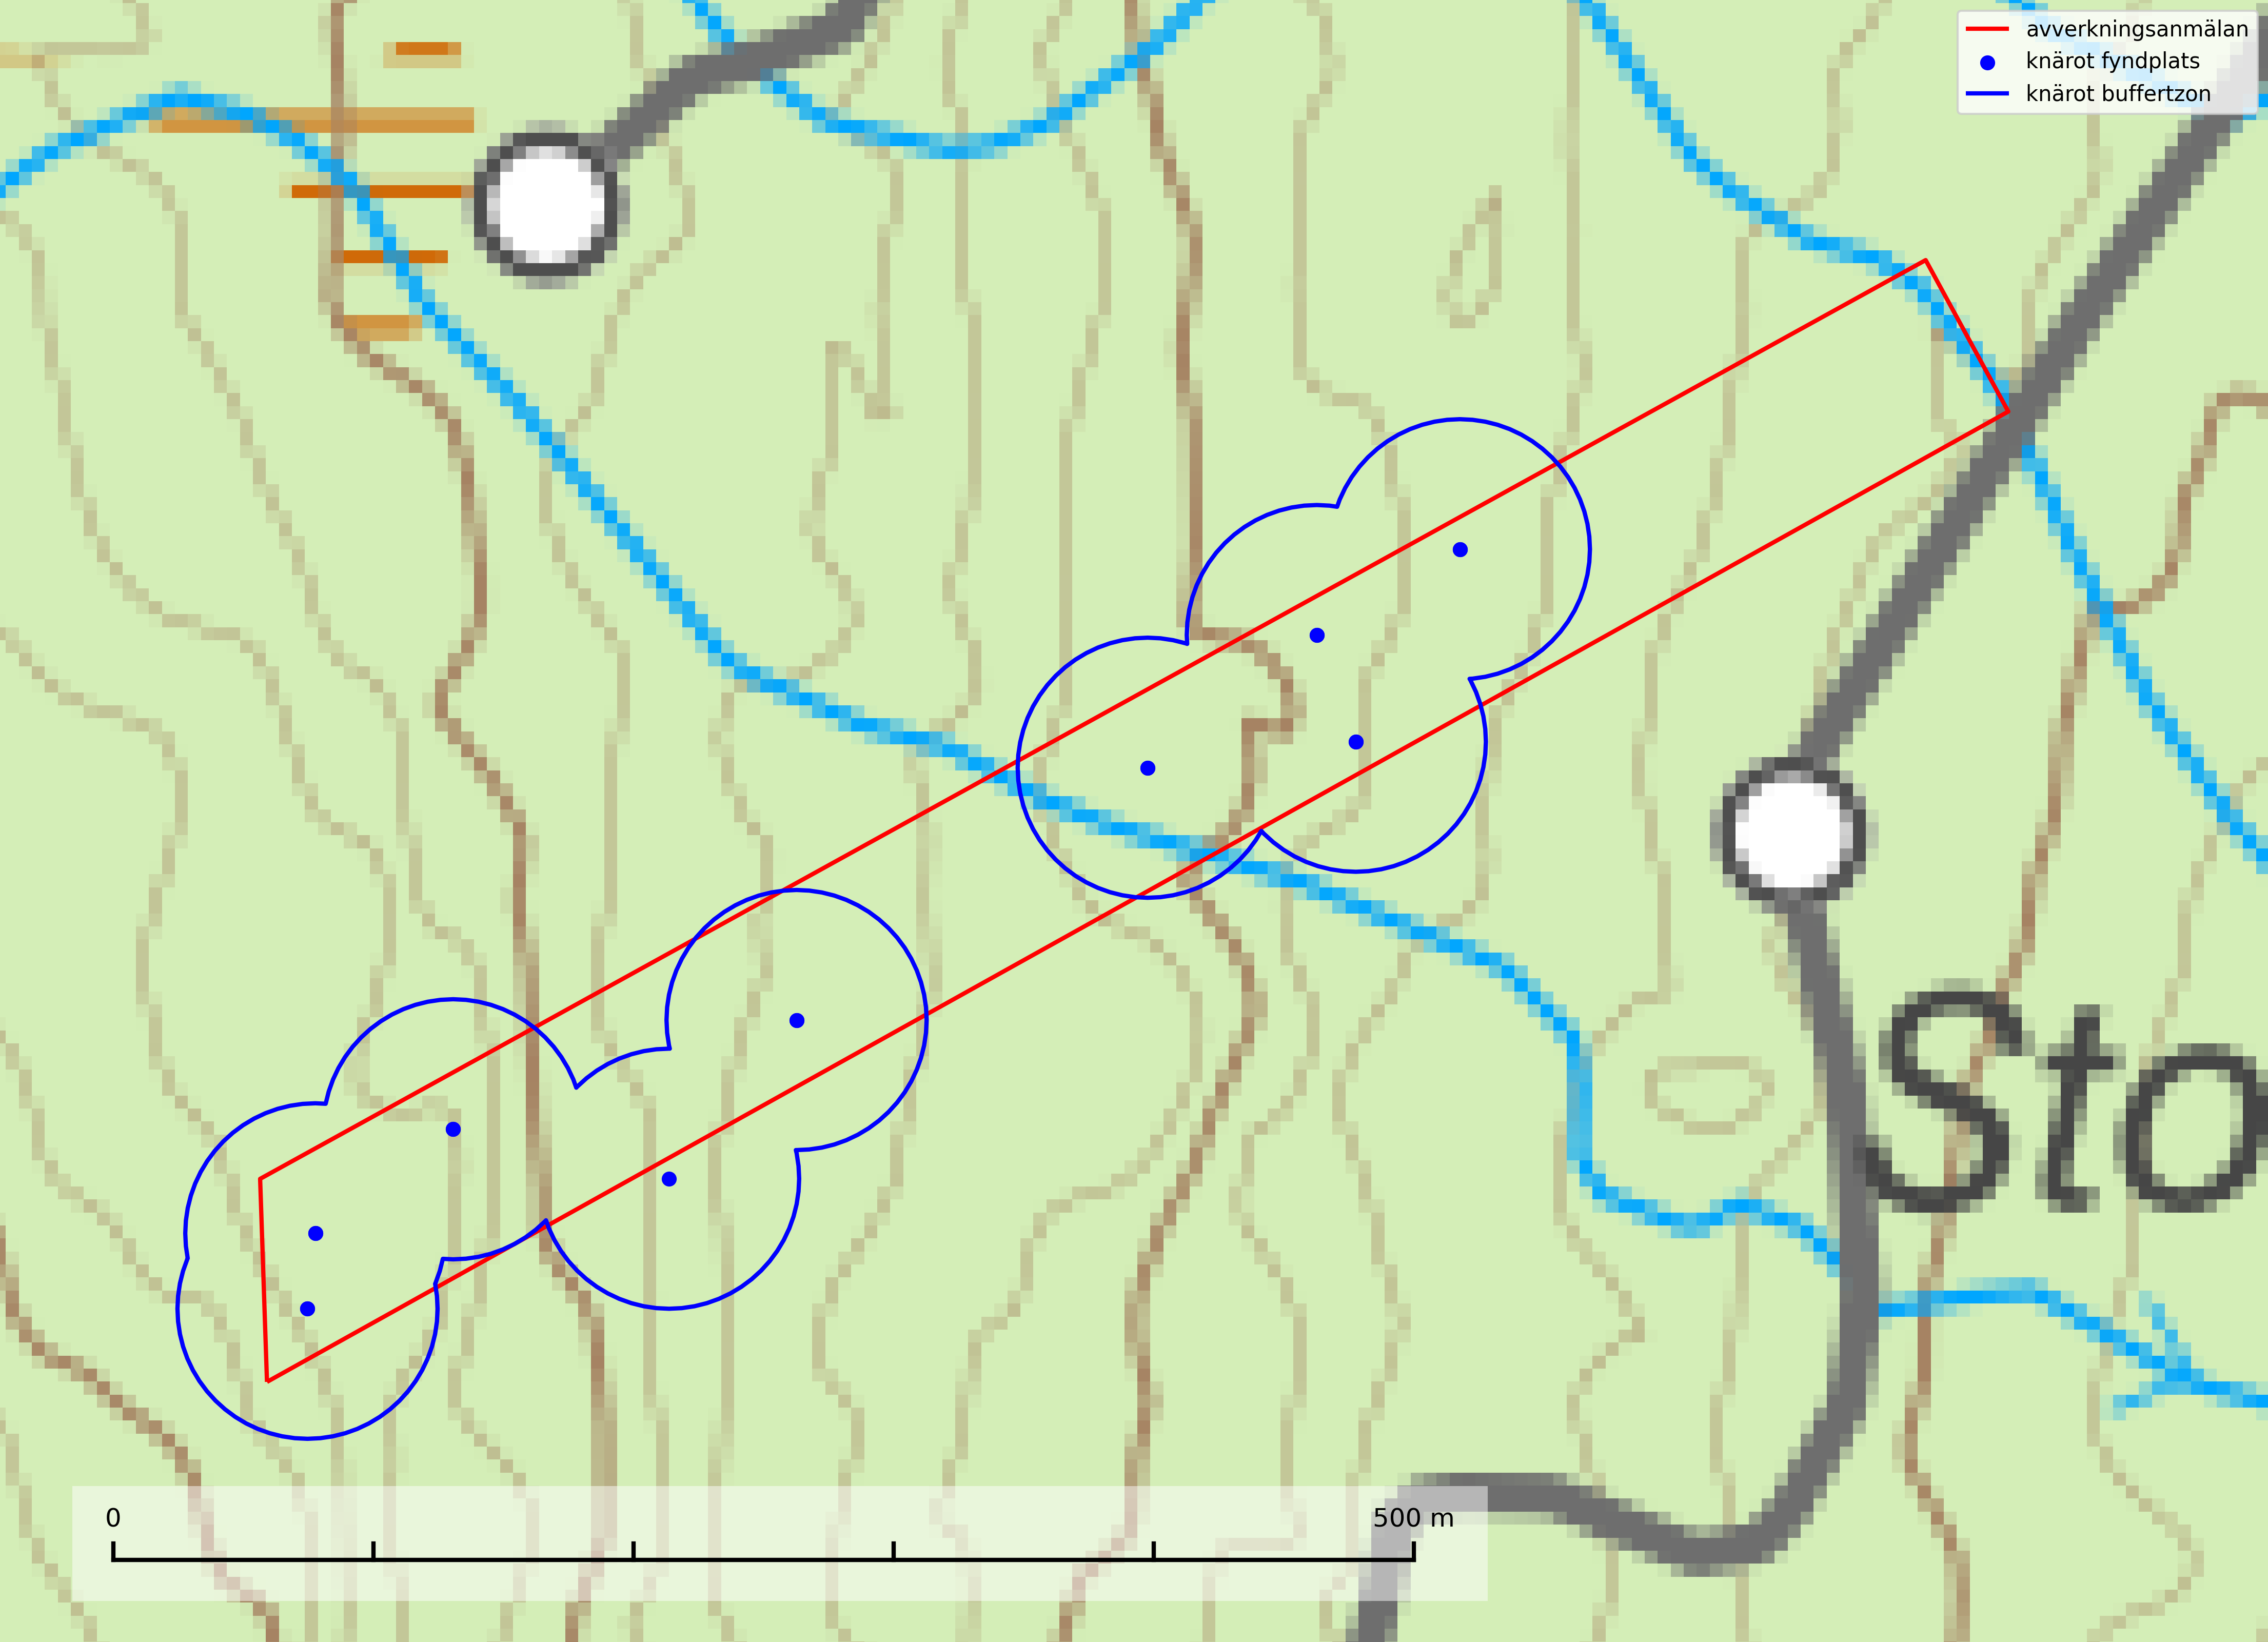 avverkningsanmälan
knärot fyndplats
knärot buffertzon
Sto
0 500 m